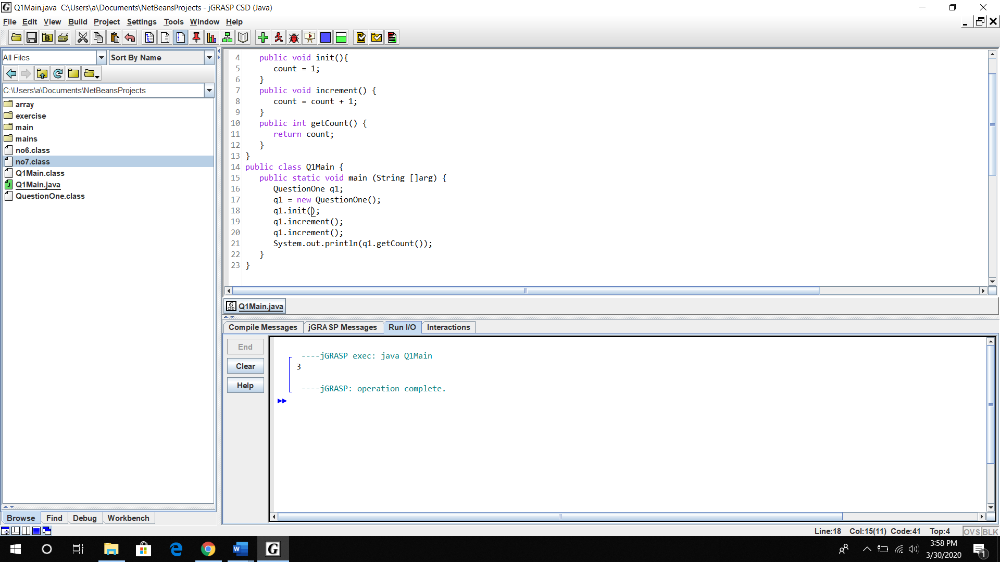 Q1Main.java  C:\Users\a\Documents\NetBeansProjects - jGRASP CSD (Java)
File Edit View Build Project Settings Tools Window Help
All Files Sort By Name
C:\Users\a\Documents\NetBeansProjects
array
exercise
main
mains
no6.class
no7.class
Q1Main.class
Q1Main.java
QuestionOne.class
Browse Find Debug Workbench
4 public void init(){
5 count = 1;
6 }
7 public void increment() {
8 count = count + 1;
9 }
10 public int getCount() {
11 return count;
12 }
13 }
14 public class Q1Main {
15 public static void main (String []arg) {
16 QuestionOne q1;
17 q1 = new QuestionOne();
18 q1.init();
19 q1.increment();
20 q1.increment();
21 System.out.println(q1.getCount());
22 }
23 }
Q1Main.java
Compile Messages jGRASP Messages Run I/O Interactions
End
Clear
Help
----jGRASP exec: java Q1Main
3
----jGRASP: operation complete.
Line:18 Col:15(11) Code:41 Top:4 OVS BLK
3:58 PM
3/30/2020
1